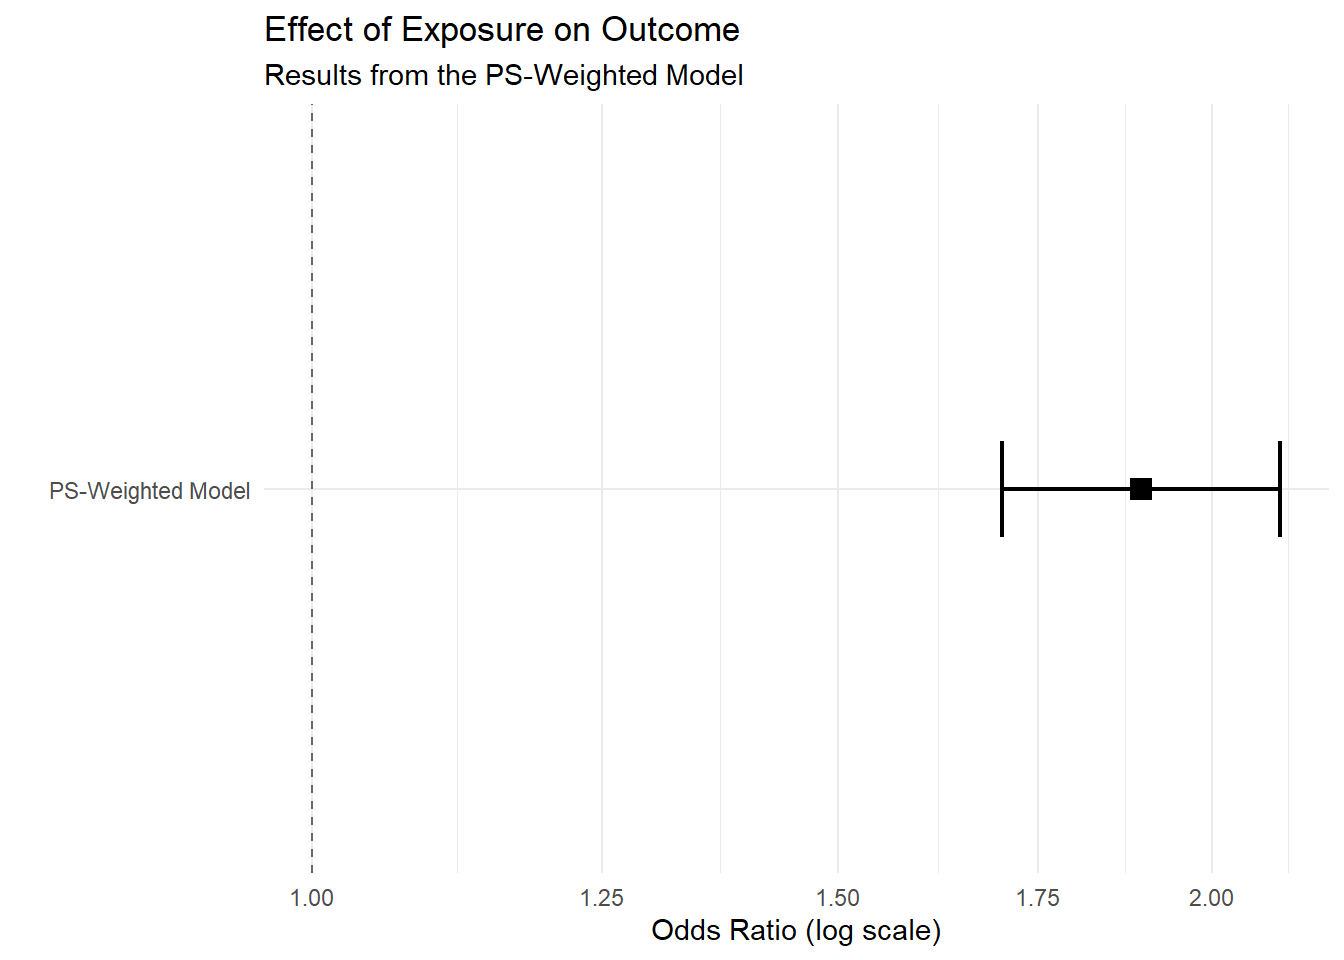 Effect of Exposure on Outcome
Results from the PS-Weighted Model
PS-Weighted Model
1.00 1.25 1.50 1.75 2.00
Odds Ratio (log scale)